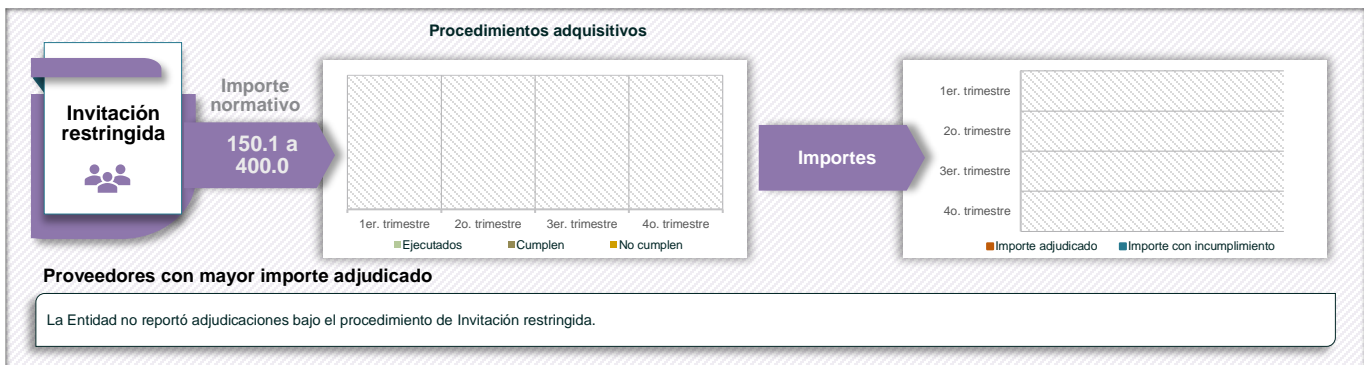 Procedimientos adquisitivos
Invitación
restringida
Importe
normativo
150.1 a
400.0
1er. trimestre
2o. trimestre
3er. trimestre
4o. trimestre
Ejecutados
Cumplen
No cumplen
Importes
1er. trimestre
2o. trimestre
3er. trimestre
4o. trimestre
Importe adjudicado
Importe con incumplimiento
Proveedores con mayor importe adjudicado
La Entidad no reportó adjudicaciones bajo el procedimiento de Invitación restringida.